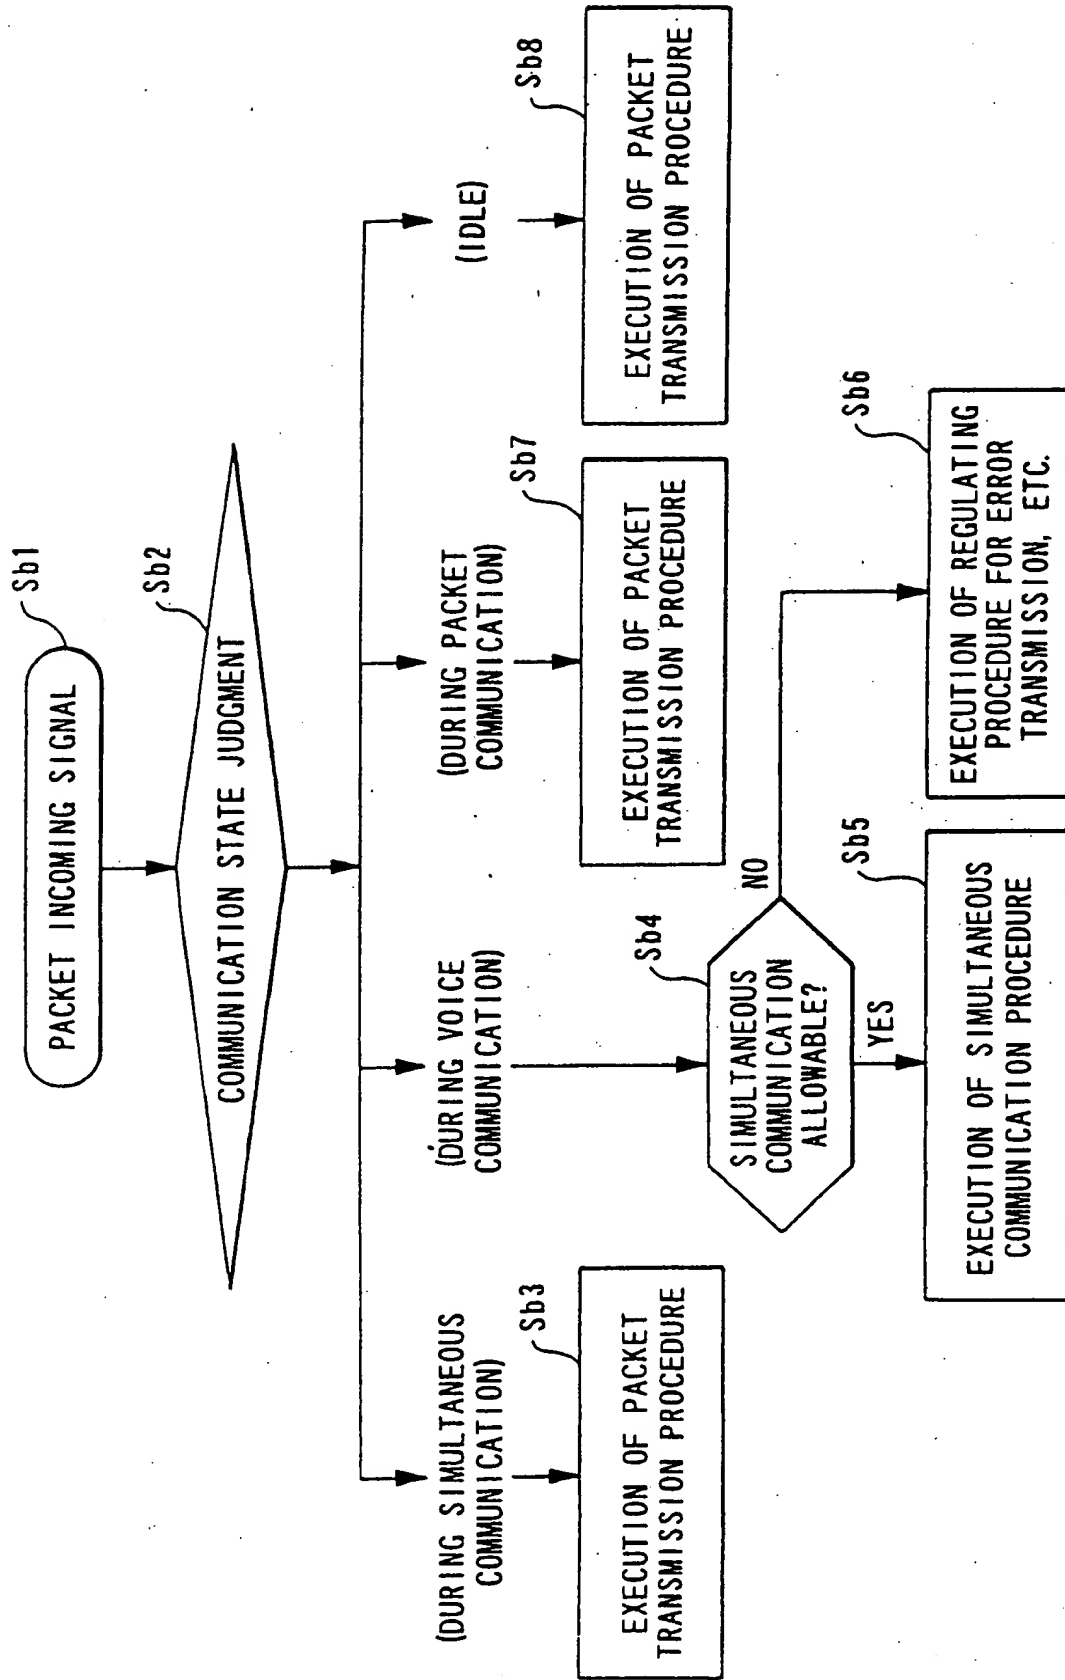 PACKET INCOMING SIGNAL
Sb1
COMMUNICATION STATE JUDGMENT
Sb2
(DURING SIMULTANEOUS
COMMUNICATION)
Sb3
EXECUTION OF PACKET
TRANSMISSION PROCEDURE
(DURING VOICE
COMMUNICATION)
Sb4
SIMULTANEOUS
COMMUNICATION
ALLOWABLE?
NO
YES
Sb5
EXECUTION OF SIMULTANEOUS
COMMUNICATION PROCEDURE
Sb6
EXECUTION OF REGULATING
PROCEDURE FOR ERROR
TRANSMISSION, ETC.
(DURING PACKET
COMMUNICATION)
Sb7
EXECUTION OF PACKET
TRANSMISSION PROCEDURE
(IDLE)
Sb8
EXECUTION OF PACKET
TRANSMISSION PROCEDURE